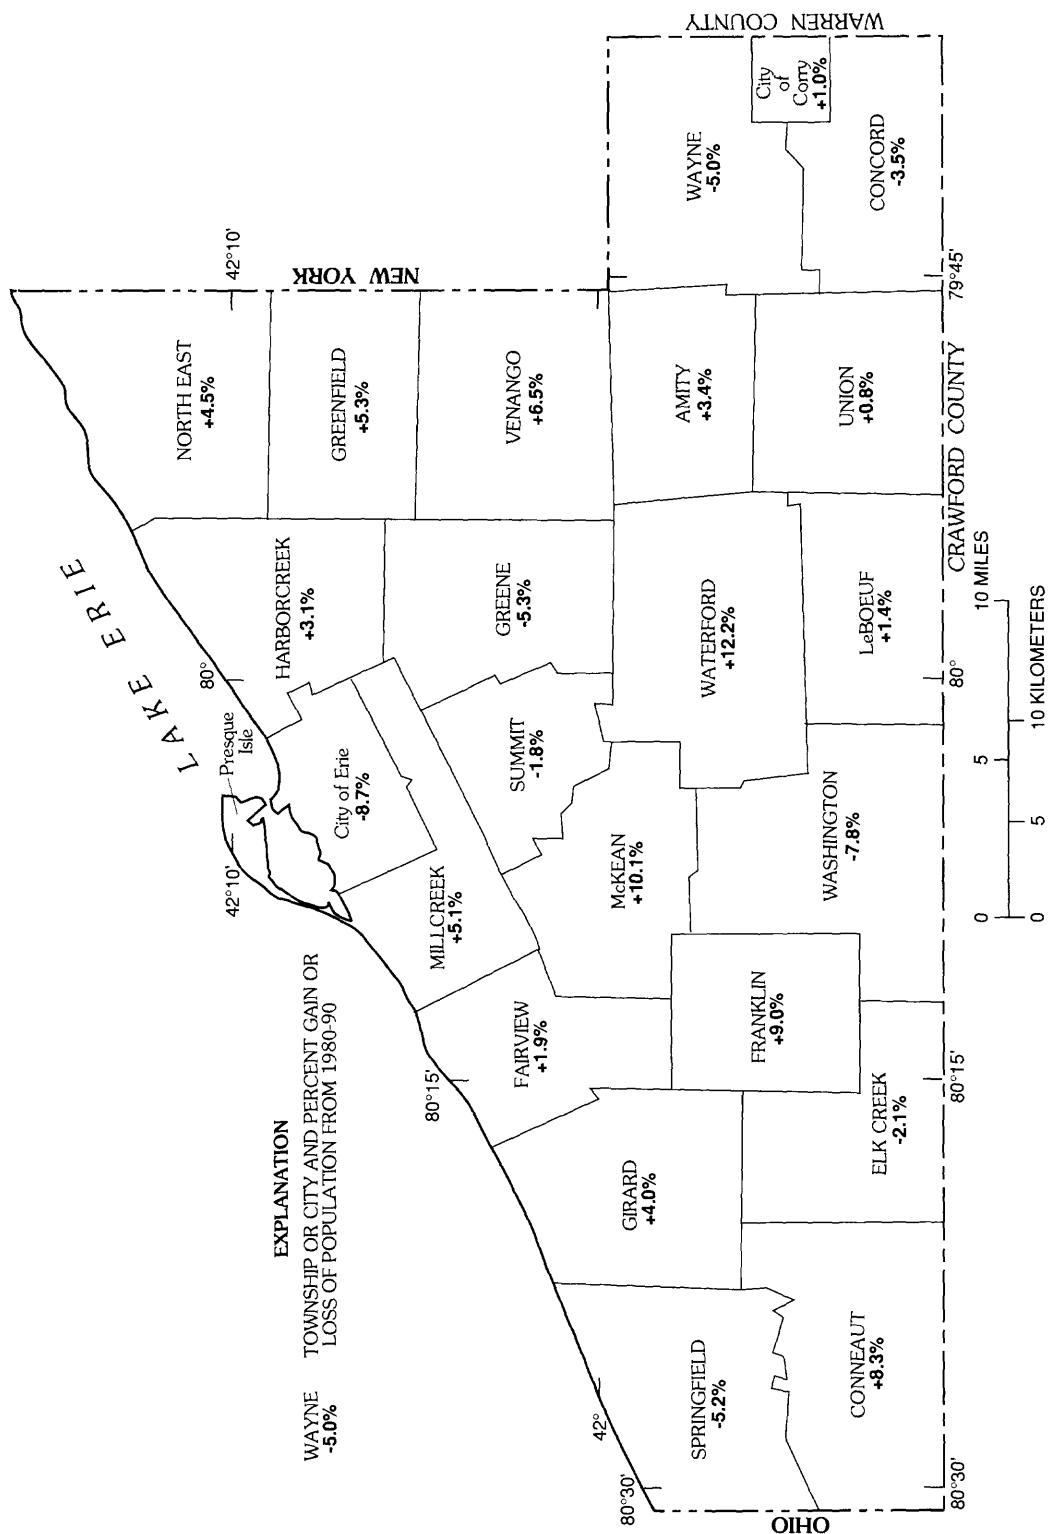 LAKE ERIE
Presque
Isle
80°
42°10'
42°10'
80°15'
42°
80°30'
OHIO
NEW YORK
WARREN COUNTY
CRAWFORD COUNTY
80°30'
80°15'
80°
79°45'
NORTH EAST
+4.5%
GREENFIELD
+5.3%
VENANGO
+6.5%
HARBORCREEK
+3.1%
GREENE
-5.3%
City of Erie
-8.7%
MILLCREEK
+5.1%
SUMMIT
-1.8%
McKEAN
+10.1%
FAIRVIEW
+1.9%
GIRARD
+4.0%
SPRINGFIELD
-5.2%
CONNEAUT
+8.3%
ELK CREEK
-2.1%
FRANKLIN
+9.0%
WASHINGTON
-7.8%
WATERFORD
+12.2%
LeBOEUF
+1.4%
AMITY
+3.4%
UNION
+0.8%
WAYNE
-5.0%
City
of
Corry
+1.0%
CONCORD
-3.5%
EXPLANATION
WAYNE
-5.0%
TOWNSHIP OR CITY AND PERCENT GAIN OR
LOSS OF POPULATION FROM 1980-90
0 5 10 MILES
0 5 10 KILOMETERS